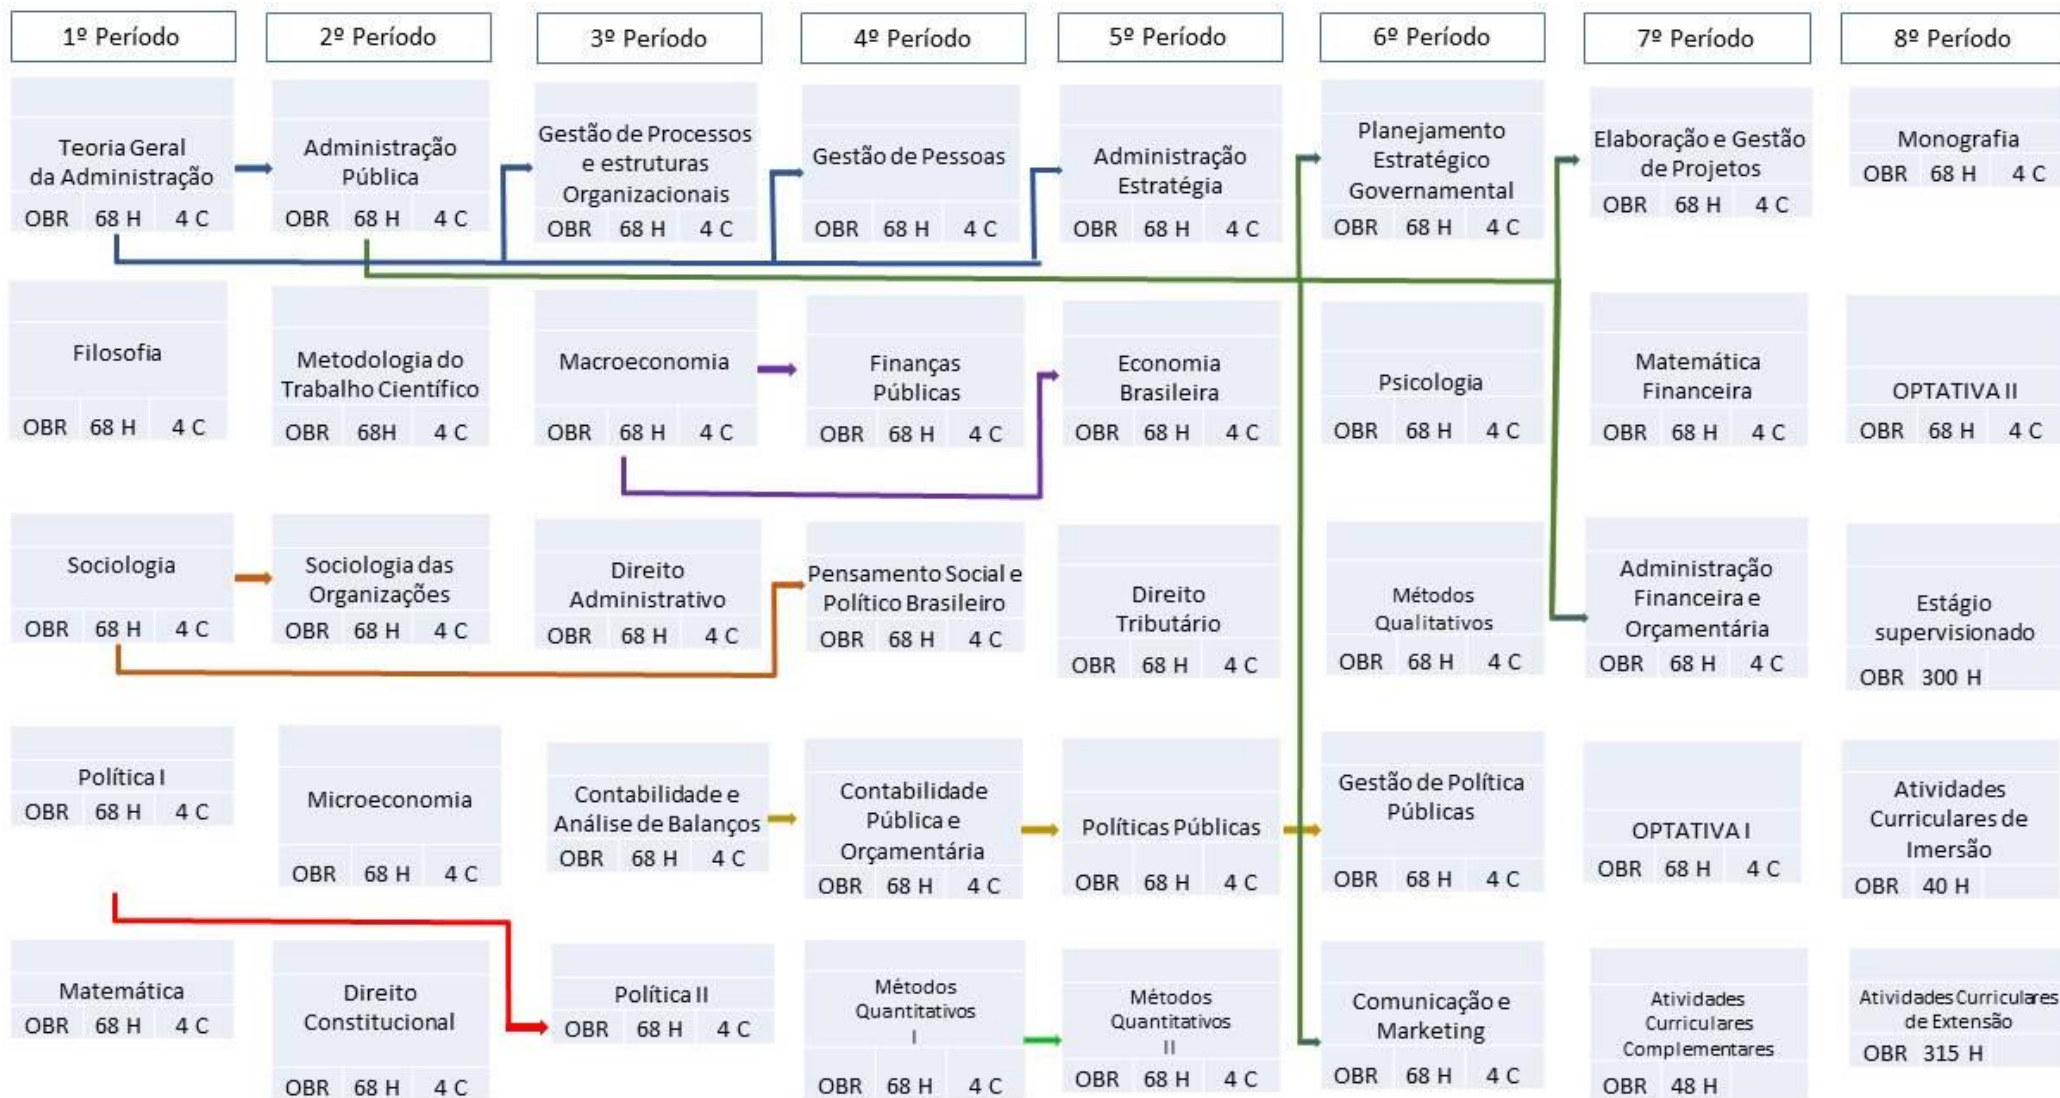 1º Período
2º Período
3º Período
4º Período
5º Período
6º Período
7º Período
8º Período
Teoria Geral
da Administração
OBR 68 H 4 C
Administração
Pública
OBR 68 H 4 C
Gestão de Processos
e estruturas
Organizacionais
OBR 68 H 4 C
Gestão de Pessoas
OBR 68 H 4 C
Administração
Estratégia
OBR 68 H 4 C
Planejamento
Estratégico
Governamental
OBR 68 H 4 C
Elaboração e Gestão
de Projetos
OBR 68 H 4 C
Monografia
OBR 68 H 4 C
Filosofia
OBR 68 H 4 C
Metodologia do
Trabalho Científico
OBR 68H 4 C
Macroeconomia
OBR 68 H 4 C
Finanças
Públicas
OBR 68 H 4 C
Economia
Brasileira
OBR 68 H 4 C
Psicologia
OBR 68 H 4 C
Matemática
Financeira
OBR 68 H 4 C
OPTATIVA II
OBR 68 H 4 C
Sociologia
OBR 68 H 4 C
Sociologia das
Organizações
OBR 68 H 4 C
Direito
Administrativo
OBR 68 H 4 C
Pensamento Social e
Político Brasileiro
OBR 68 H 4 C
Direito
Tributário
OBR 68 H 4 C
Métodos
Qualitativos
OBR 68 H 4 C
Administração
Financeira e
Orçamentária
OBR 68 H 4 C
Estágio
supervisionado
OBR 300 H
Política I
OBR 68 H 4 C
Microeconomia
OBR 68 H 4 C
Contabilidade e
Análise de Balanços
OBR 68 H 4 C
Contabilidade
Pública e
Orçamentária
OBR 68 H 4 C
Políticas Públicas
OBR 68 H 4 C
Gestão de Política
Públicas
OBR 68 H 4 C
OPTATIVA I
OBR 68 H 4 C
Atividades
Curriculares de
Imersão
OBR 40 H
Matemática
OBR 68 H 4 C
Direito
Constitucional
OBR 68 H 4 C
Política II
OBR 68 H 4 C
Métodos
Quantitativos
I
OBR 68 H 4 C
Métodos
Quantitativos
II
OBR 68 H 4 C
Comunicação e
Marketing
OBR 68 H 4 C
Atividades
Curriculares
Complementares
OBR 48 H
Atividades Curriculares
de Extensão
OBR 315 H